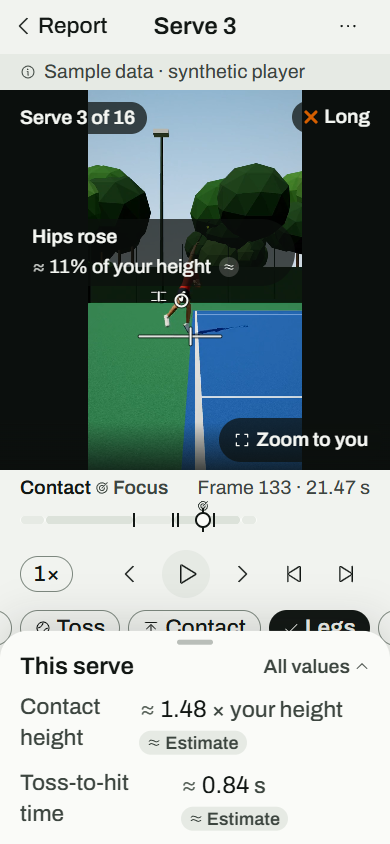 Report
Serve 3
Sample data · synthetic player
Serve 3 of 16
Long
Hips rose
≈ 11% of your height ≈
Zoom to you
Contact Focus
Frame 133 · 21.47 s
1×
Toss
Contact
Legs
This serve
All values
Contact height
≈ 1.48 × your height
≈ Estimate
Toss-to-hit time
≈ 0.84 s
≈ Estimate